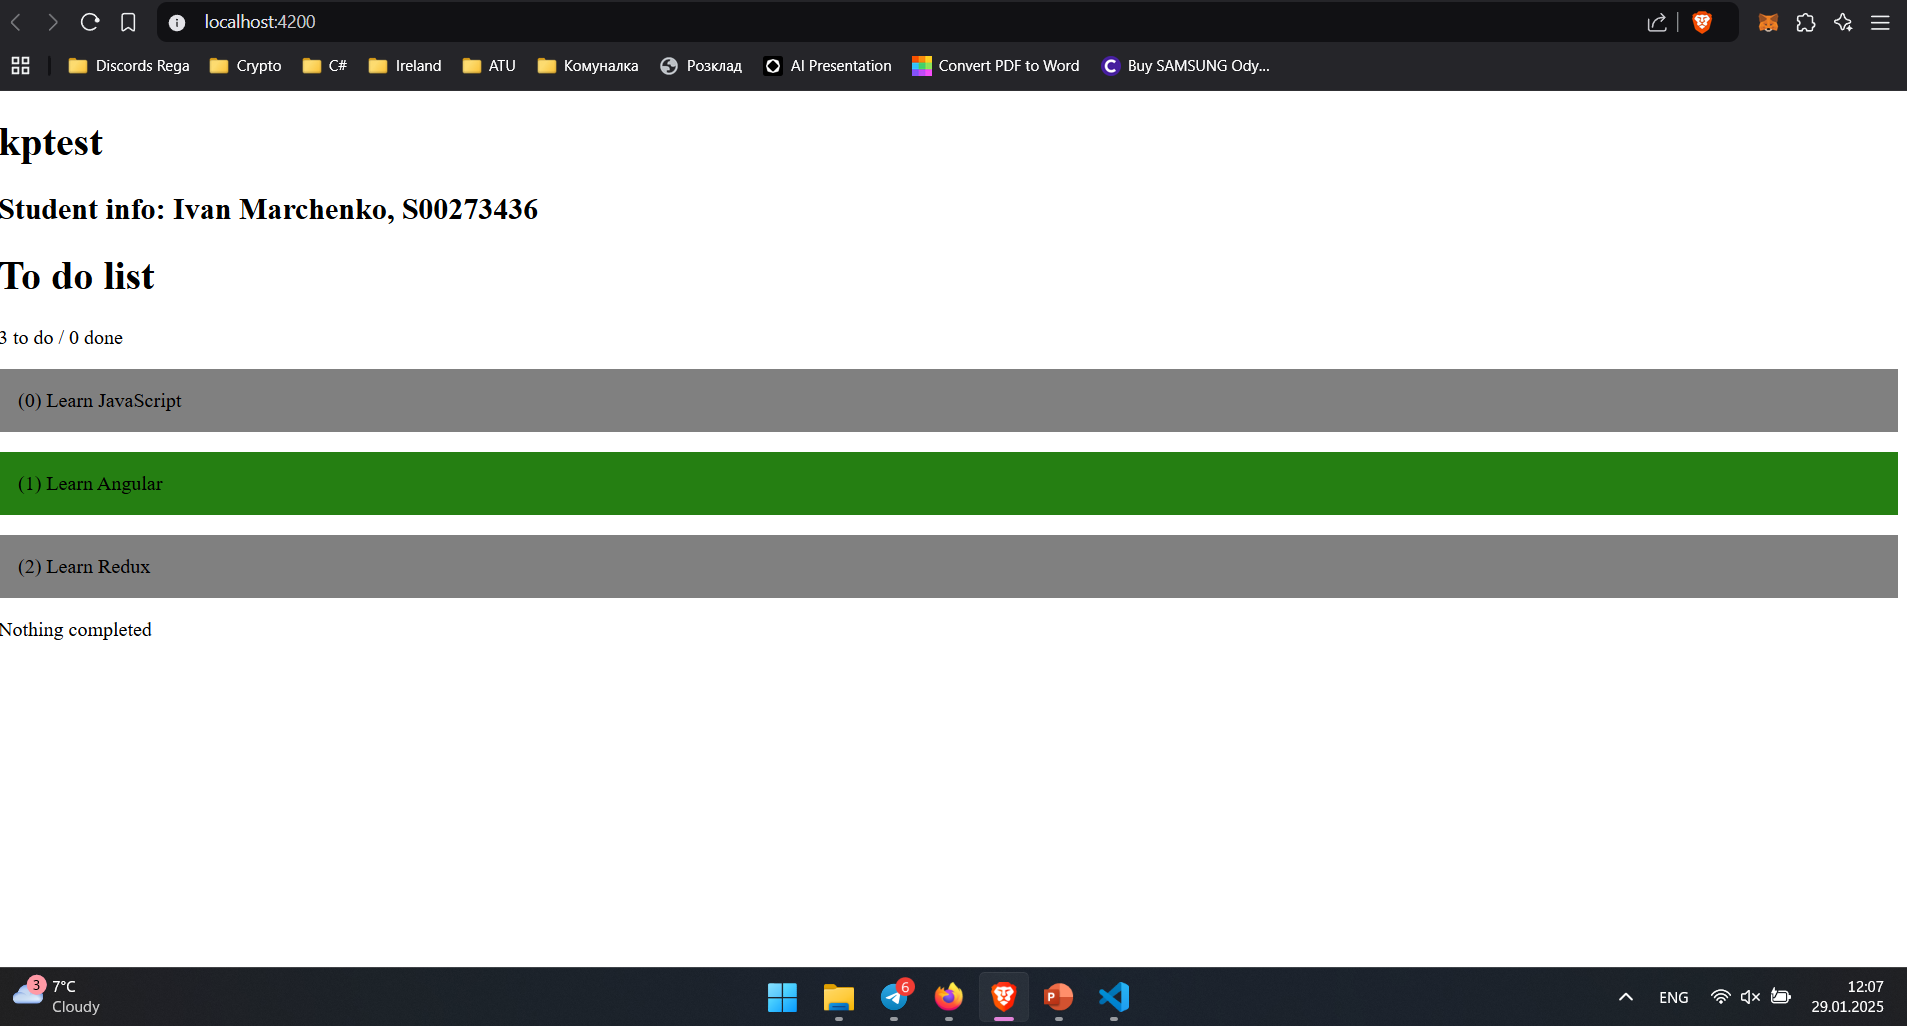 localhost:4200
Discords Rega Crypto C# Ireland ATU Комуналка Розклад AI Presentation Convert PDF to Word Buy SAMSUNG Ody...
kptest
Student info: Ivan Marchenko, S00273436
To do list
3 to do / 0 done
(0) Learn JavaScript
(1) Learn Angular
(2) Learn Redux
Nothing completed
3 7°C
Cloudy
6
P
ENG
12:07
29.01.2025